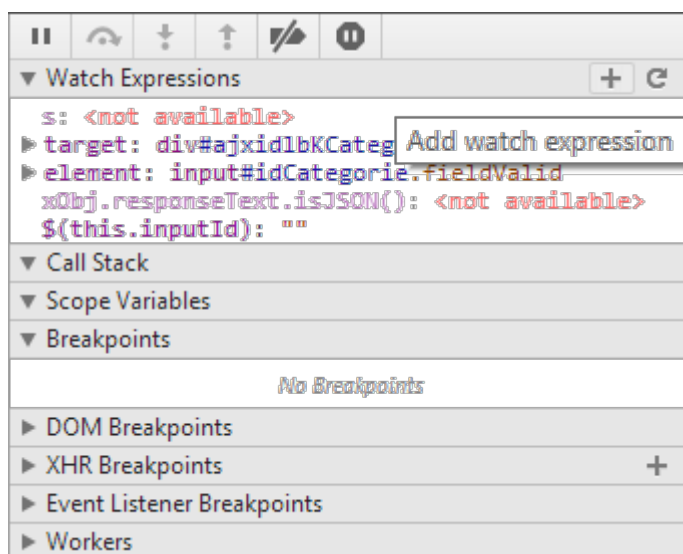 Watch Expressions
s: <not available>
target: div#ajxid1bKCateg
Add watch expression
element: input#idCategorie.fieldValid
xObj.responseText.isJSON(): <not available>
$(this.inputId): ""
Call Stack
Scope Variables
Breakpoints
No Breakpoints
DOM Breakpoints
XHR Breakpoints
Event Listener Breakpoints
Workers